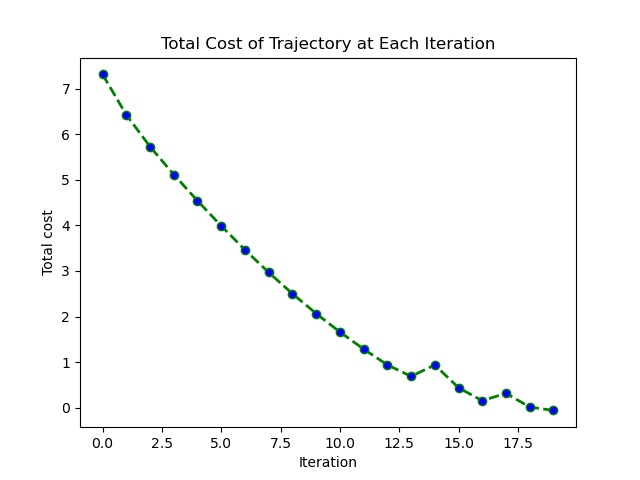 Total Cost of Trajectory at Each Iteration
7
6
5
4
3
2
1
0
Total cost
0.0 2.5 5.0 7.5 10.0 12.5 15.0 17.5
Iteration